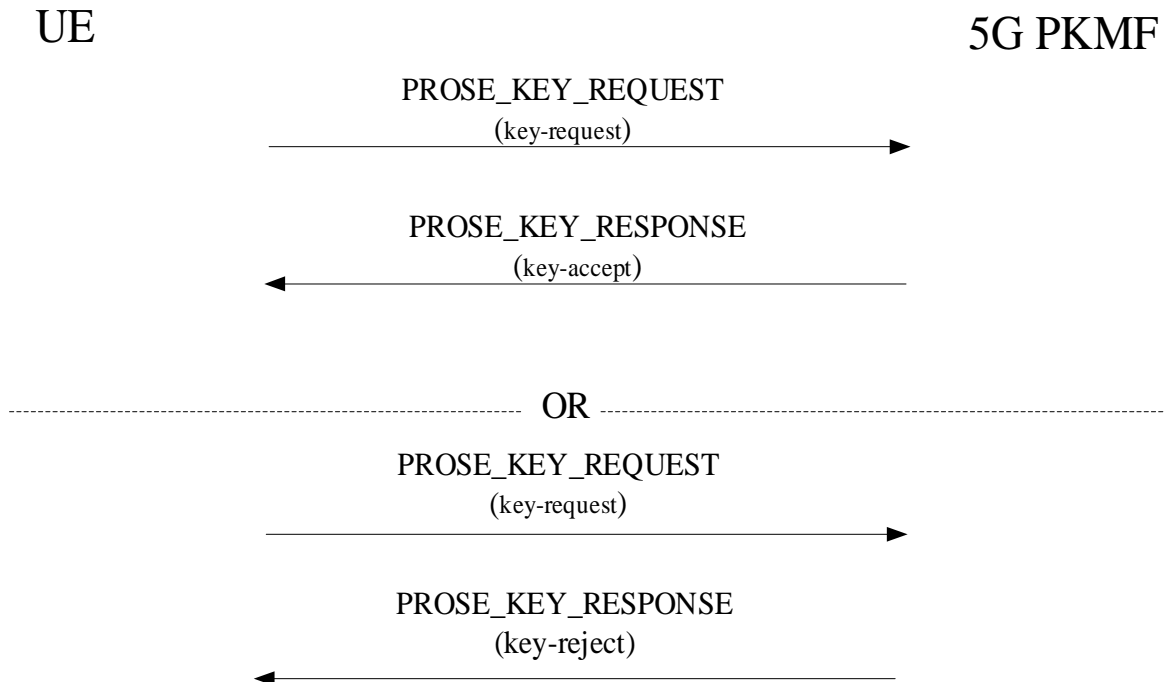 UE
5G PKMF
PROSE_KEY_REQUEST
(key-request)
PROSE_KEY_RESPONSE
(key-accept)
OR
PROSE_KEY_REQUEST
(key-request)
PROSE_KEY_RESPONSE
(key-reject)